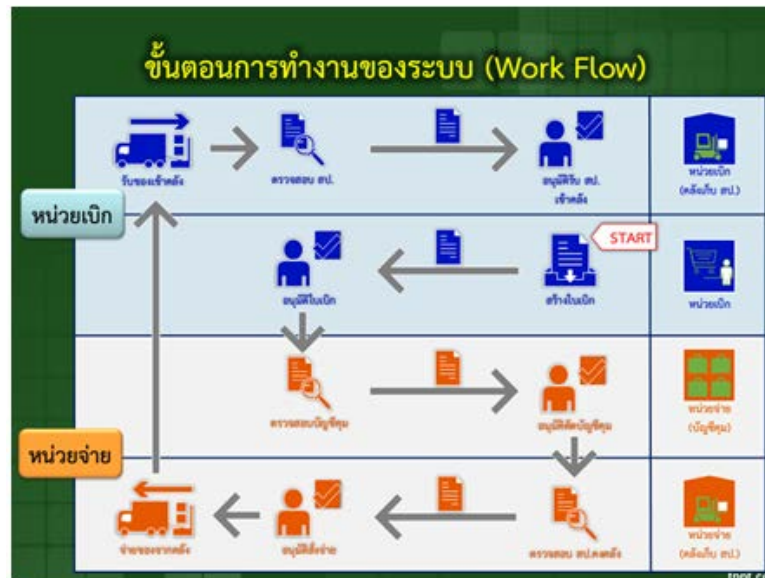 ขั้นตอนการทำงานของระบบ (Work Flow)
รับของเข้าคลัง
ตรวจสอบ สป.
อนุมัติรับ สป.
เข้าคลัง
หน่วยเบิก
(คลังเก็บ สป.)
หน่วยเบิก
START
อนุมัติใบเบิก
สร้างใบเบิก
หน่วยเบิก
ตรวจสอบบัญชีคุม
อนุมัติตัดบัญชีคุม
หน่วยจ่าย
(บัญชีคุม)
หน่วยจ่าย
จ่ายของจากคลัง
อนุมัติสั่งจ่าย
ตรวจสอบ สป.คงคลัง
หน่วยจ่าย
(คลังเก็บ สป.)